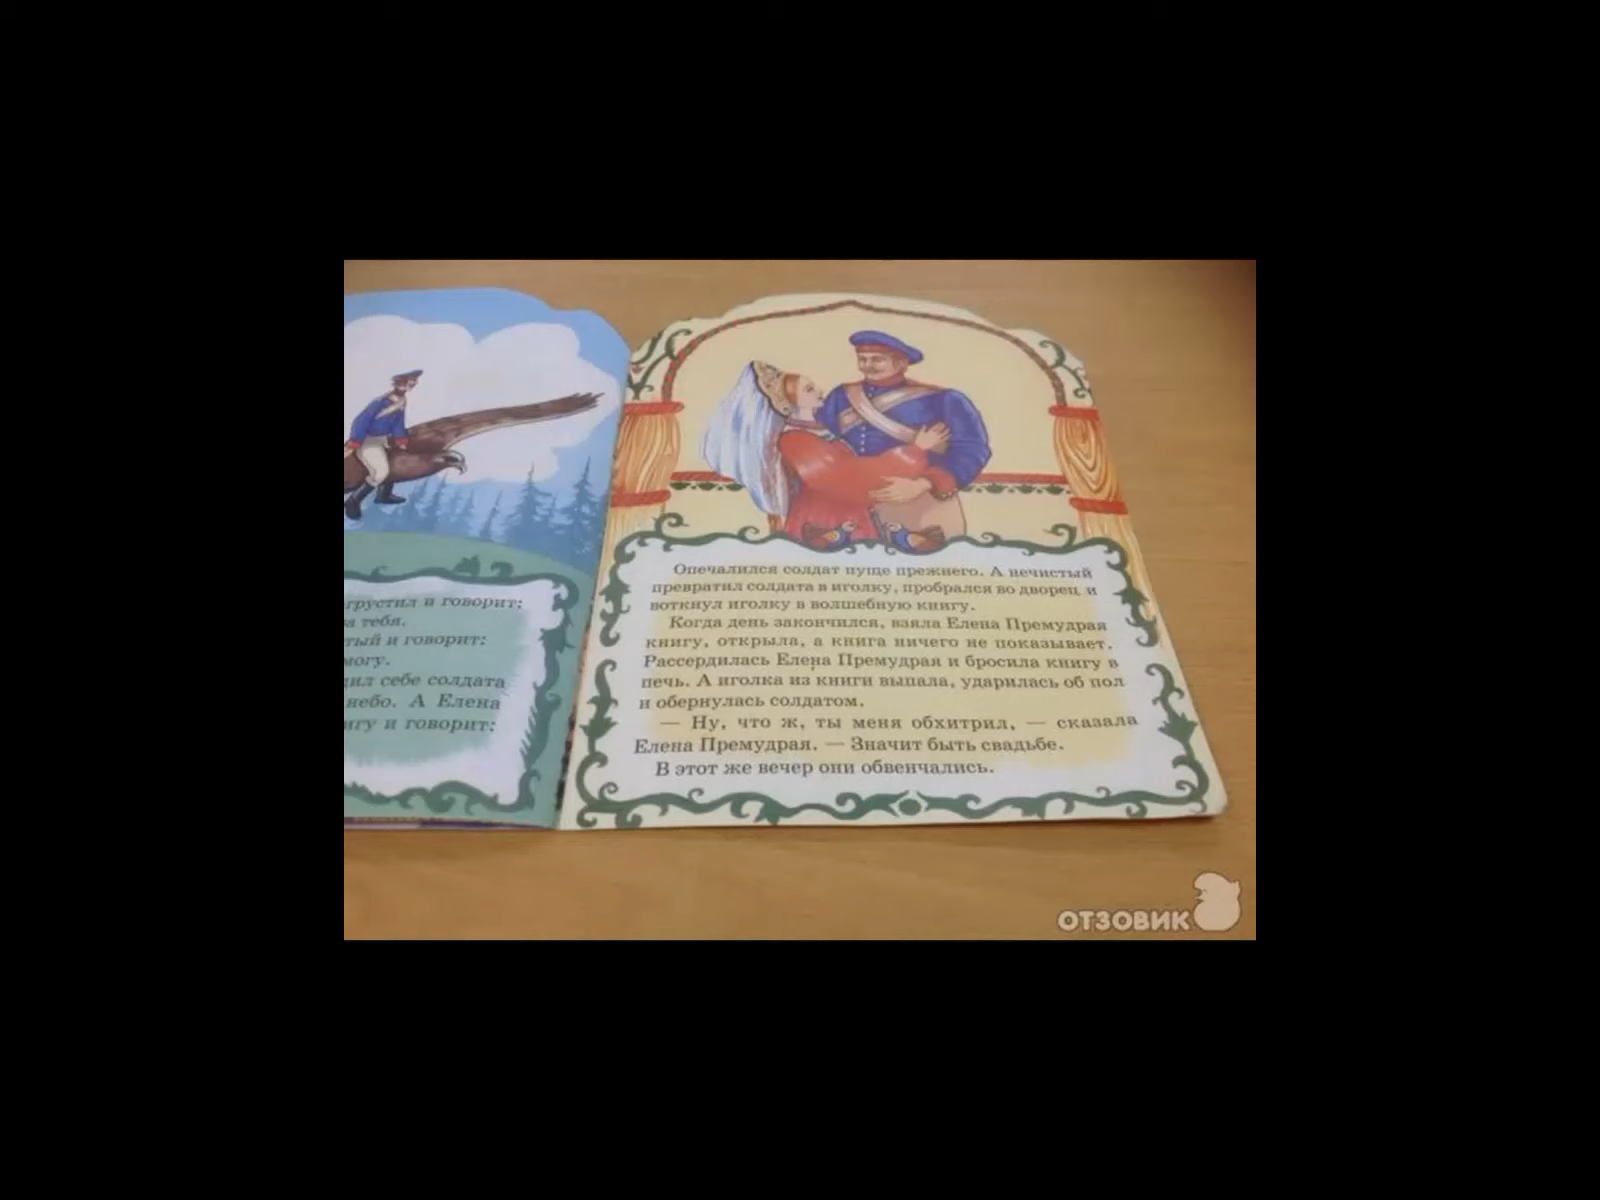 грустил и говорит:
тебя.
тый и говорит:
могу.
себе солдата
небо. А Елена
и говорит:
Опечалился солдат пуще прежнего. А нечистый
превратил солдата в иголку, пробрался во дворец и
воткнул иголку в волшебную книгу.
Когда день закончился, взяла Елена Премудрая
книгу, открыла, а книга ничего не показывает.
Рассердилась Елена Премудрая и бросила книгу в
печь. А иголка из книги выпала, ударилась об пол
и обернулась солдатом.
— Ну, что ж, ты меня обхитрил, — сказала
Елена Премудрая. — Значит быть свадьбе.
В этот же вечер они обвенчались.
ОТЗОВИК